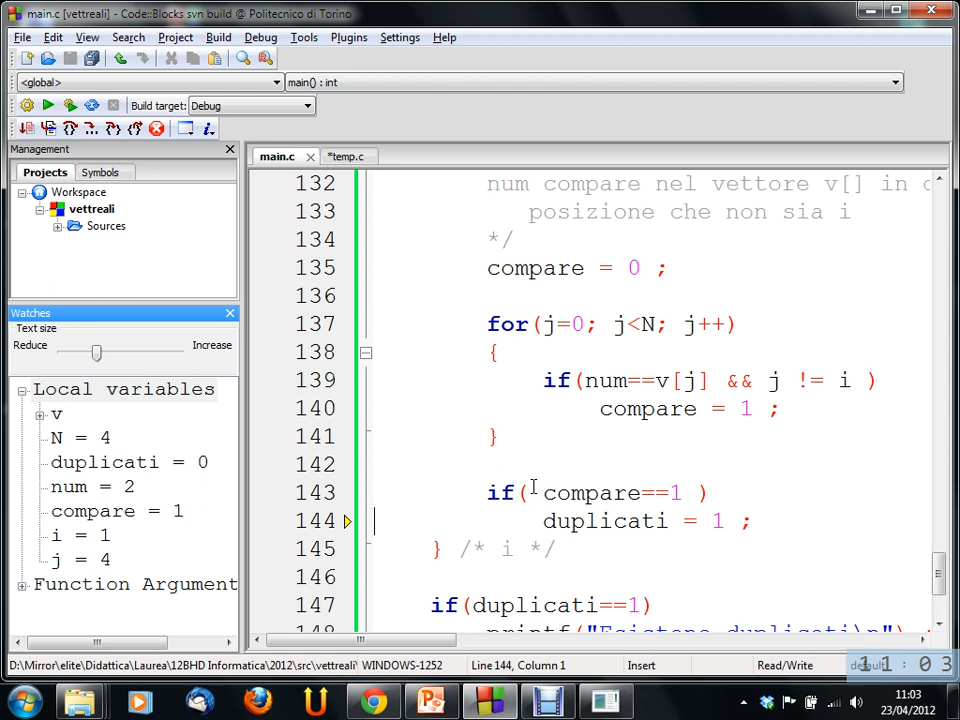 main.c [vettreali] - Code::Blocks svn build @ Politecnico di Torino
File Edit View Search Project Build Debug Tools Plugins Settings Help
<global> main() : int
Build target: Debug
Management
Projects Symbols
Workspace
vettreali
Sources
Watches
Text size
Reduce Increase
Local variables
v
N = 4
duplicati = 0
num = 2
compare = 1
i = 1
j = 4
Function Argument
main.c *temp.c
132 num compare nel vettore v[] in
133 posizione che non sia i
134 */
135 compare = 0 ;
136
137 for(j=0; j<N; j++)
138 {
139 if(num==v[j] && j != i )
140 compare = 1 ;
141 }
142
143 if( compare==1 )
144 duplicati = 1 ;
145 } /* i */
146
147 if(duplicati==1)
148 printf("Esistono duplicati\n") ;
D:\Mirror\elite\Didattica\Laurea\12BHD Informatica\2012\src\vettreali\ WINDOWS-1252 Line 144, Column 1 Insert Read/Write default
11:03
11:03
23/04/2012